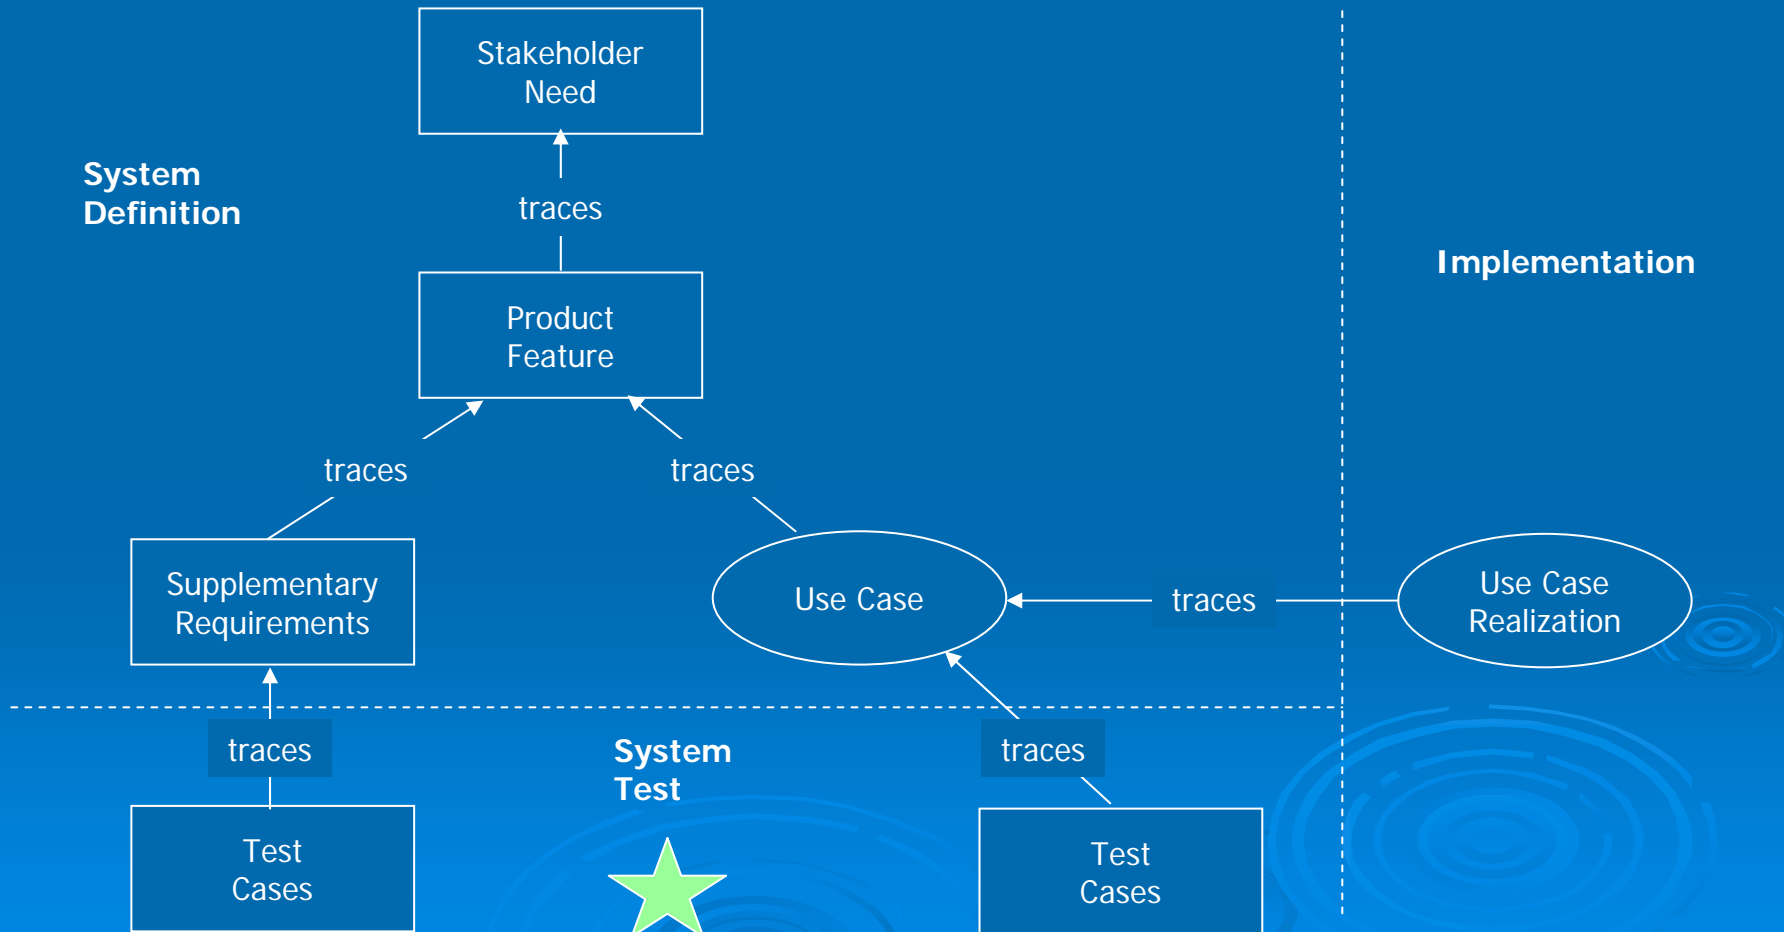 Stakeholder
Need
System
Definition
traces
Implementation
Product
Feature
traces
traces
Supplementary
Requirements
Use Case
traces
Use Case
Realization
traces
System
Test
traces
Test
Cases
Test
Cases